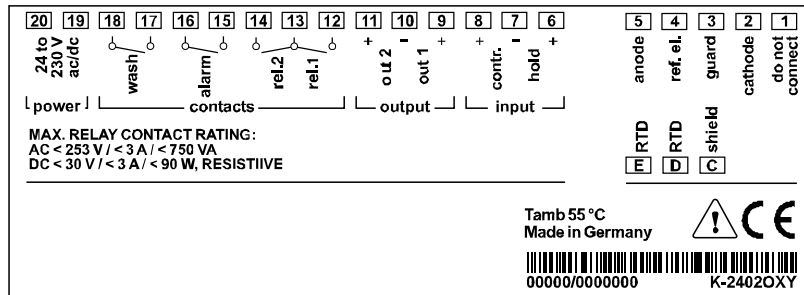 20 19 18 17 16 15 14 13 12 11 10 9 8 7 6 5 4 3 2 1
+ − + + − +
24 to
230 V
ac/dc
wash
alarm
rel.2
rel.1
out 2
out 1
contr.
hold
anode
ref. el.
guard
cathode
do not
connect
power contacts output input
RTD
RTD
shield
E D C
MAX. RELAY CONTACT RATING:
AC < 253 V / < 3 A / < 750 VA
DC < 30 V / < 3 A / < 90 W, RESISTIIVE
Tamb 55 °C
Made in Germany
CE
00000/0000000 K-2402OXY